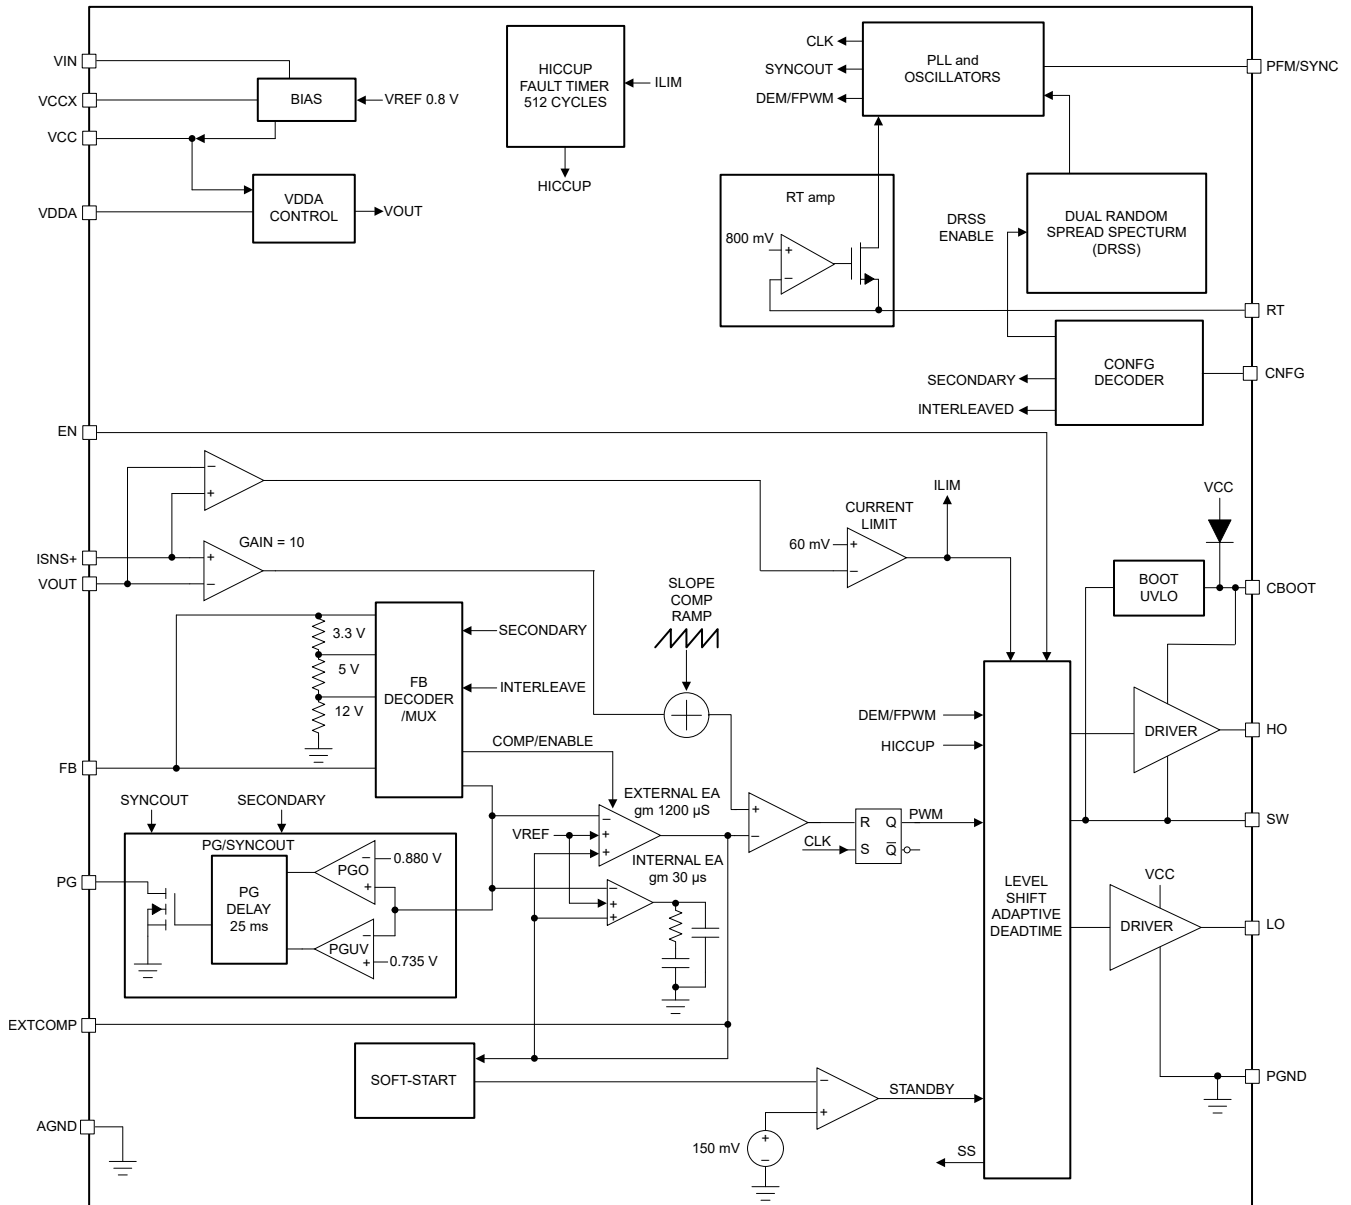 VIN
VCCX
VCC
VDDA
BIAS
VREF 0.8 V
VDDA
CONTROL
VOUT
HICCUP
FAULT TIMER
512 CYCLES
ILIM
HICCUP
CLK
SYNCOUT
DEM/FPWM
PLL and
OSCILLATORS
PFM/SYNC
RT amp
800 mV
+
−
DRSS
ENABLE
DUAL RANDOM
SPREAD SPECTURM
(DRSS)
RT
CONFG
DECODER
CNFG
SECONDARY
INTERLEAVED
EN
−
+
ISNS+
VOUT
+
−
GAIN = 10
CURRENT
LIMIT
60 mV
+
−
ILIM
VCC
BOOT
UVLO
CBOOT
SLOPE
COMP
RAMP
3.3 V
5 V
12 V
FB
DECODER
/MUX
SECONDARY
INTERLEAVE
COMP/ENABLE
FB
DEM/FPWM
HICCUP
DRIVER
HO
SYNCOUT
SECONDARY
PG/SYNCOUT
PG
PG
DELAY
25 ms
PGO
−
+
0.880 V
PGUV
−
+
0.735 V
EXTERNAL EA
gm 1200 µS
VREF
−
+
+
INTERNAL EA
gm 30 µs
−
+
+
+
−
R
Q
S
Q
CLK
PWM
SW
LEVEL
SHIFT
ADAPTIVE
DEADTIME
VCC
DRIVER
LO
EXTCOMP
SOFT-START
−
+
STANDBY
150 mV
+
−
SS
PGND
AGND